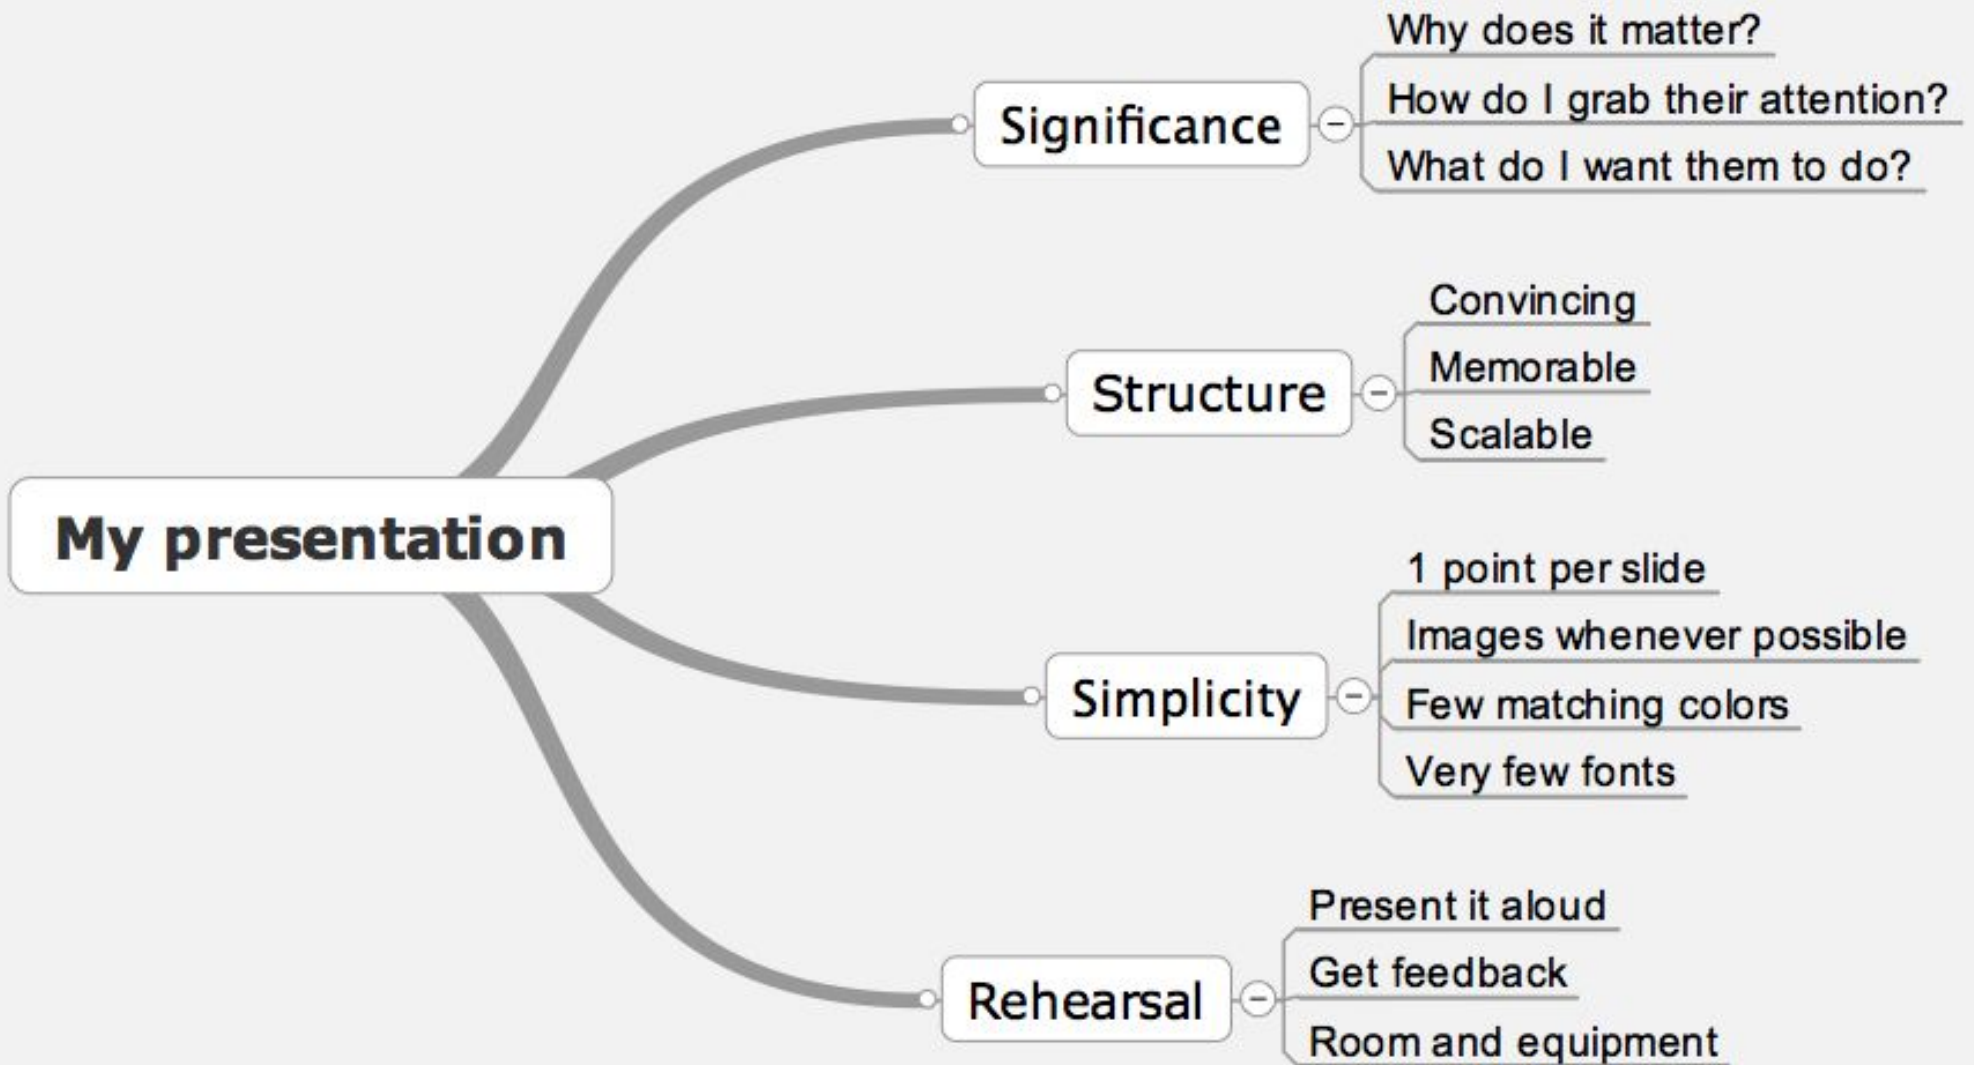 My presentation
Significance
Why does it matter?
How do I grab their attention?
What do I want them to do?
Structure
Convincing
Memorable
Scalable
Simplicity
1 point per slide
Images whenever possible
Few matching colors
Very few fonts
Rehearsal
Present it aloud
Get feedback
Room and equipment